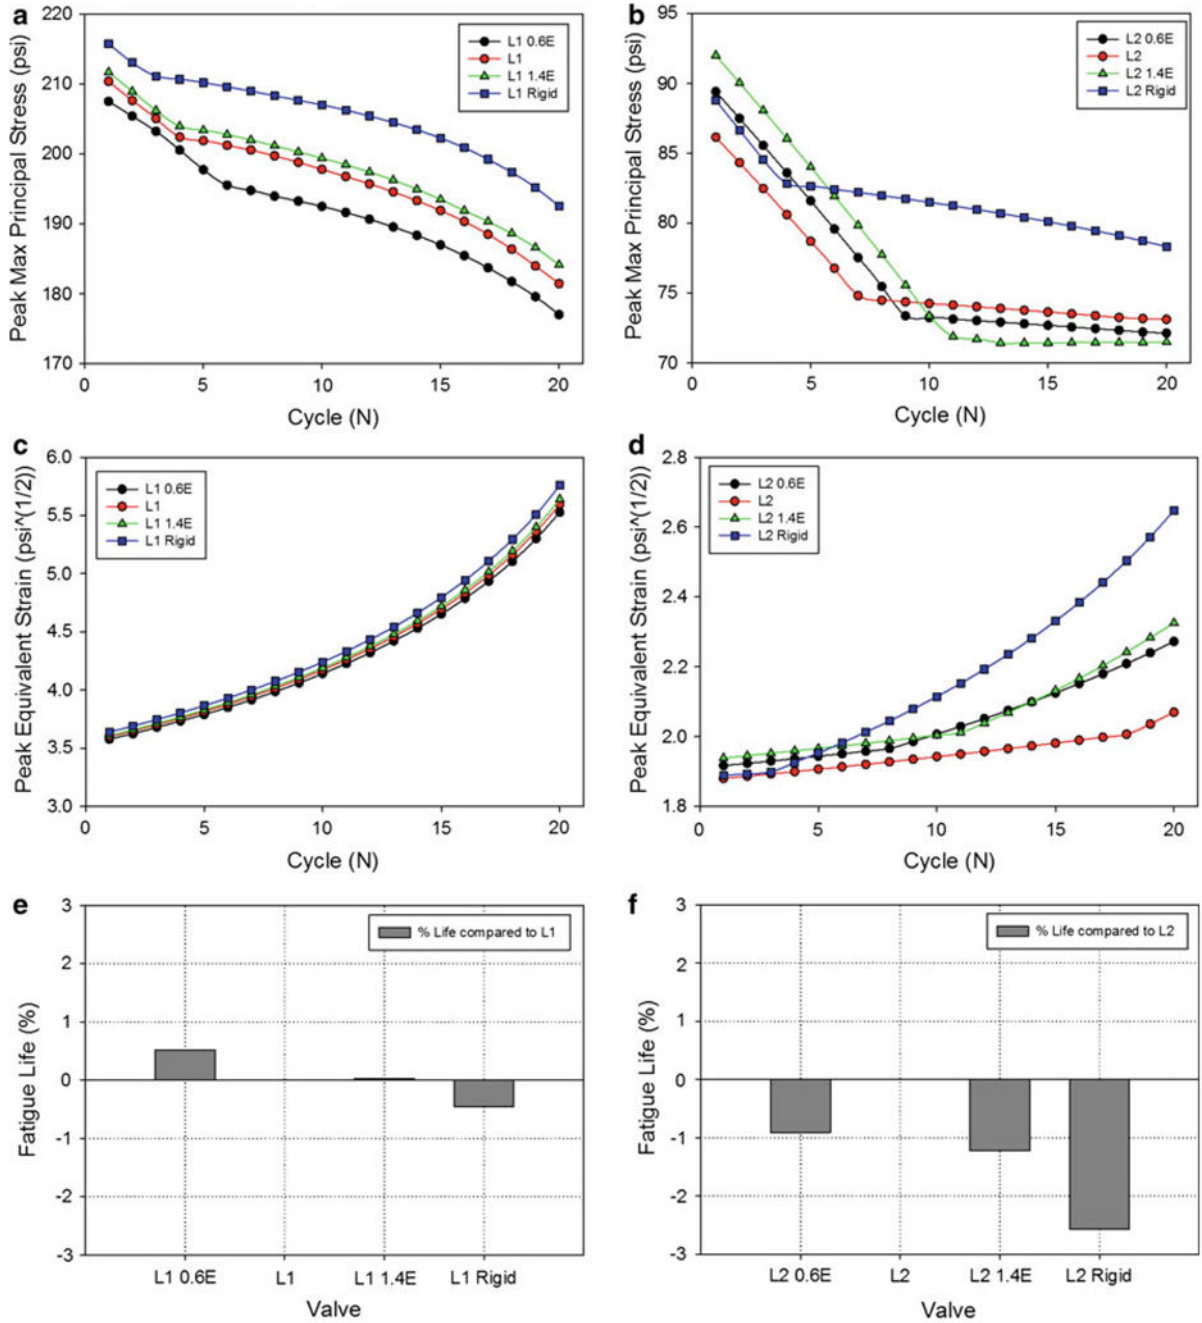 a
Peak Max Principal Stress (psi)
220
210
200
190
180
170
L1 0.6E
L1
L1 1.4E
L1 Rigid
0 5 10 15 20
Cycle (N)
b
Peak Max Principal Stress (psi)
95
90
85
80
75
70
L2 0.6E
L2
L2 1.4E
L2 Rigid
0 5 10 15 20
Cycle (N)
c
Peak Equivalent Strain (psi^(1/2))
6.0
5.5
5.0
4.5
4.0
3.5
3.0
L1 0.6E
L1
L1 1.4E
L1 Rigid
0 5 10 15 20
Cycle (N)
d
Peak Equivalent Strain (psi^(1/2))
2.8
2.6
2.4
2.2
2.0
1.8
L2 0.6E
L2
L2 1.4E
L2 Rigid
0 5 10 15 20
Cycle (N)
e
Fatigue Life (%)
3
2
1
0
-1
-2
-3
% Life compared to L1
L1 0.6E L1 L1 1.4E L1 Rigid
Valve
f
Fatigue Life (%)
3
2
1
0
-1
-2
-3
% Life compared to L2
L2 0.6E L2 L2 1.4E L2 Rigid
Valve